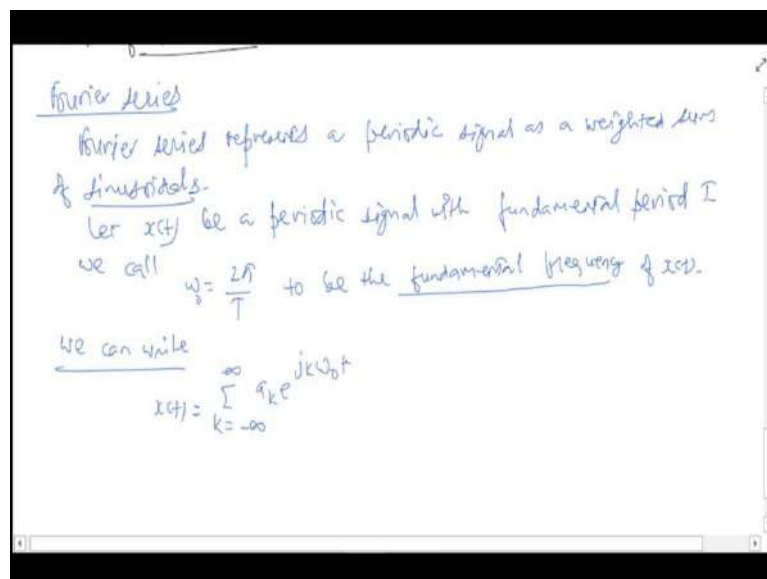 Fourier series
Fourier series represents a periodic signal as a weighted sum
of sinusoidals.
Let x(t) be a periodic signal with fundamental period T
we call ω₀ = 2π/T to be the fundamental frequency of x(t).
we can write
x(t) = ∑_{k=-∞}^{∞} a_k e^{jkω₀t}